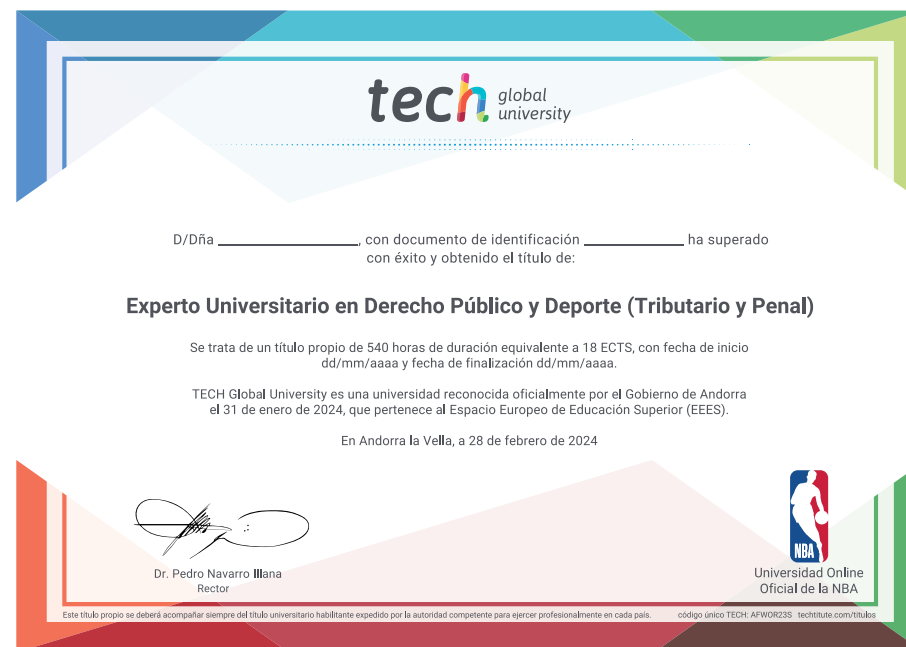 tech global university
D/Dña ____________, con documento de identificación ____________ ha superado
con éxito y obtenido el título de:
Experto Universitario en Derecho Público y Deporte (Tributario y Penal)
Se trata de un título propio de 540 horas de duración equivalente a 18 ECTS, con fecha de inicio
dd/mm/aaaa y fecha de finalización dd/mm/aaaa.
TECH Global University es una universidad reconocida oficialmente por el Gobierno de Andorra
el 31 de enero de 2024, que pertenece al Espacio Europeo de Educación Superior (EEES).
En Andorra la Vella, a 28 de febrero de 2024
NBA
Dr. Pedro Navarro Illana
Rector
Universidad Online
Oficial de la NBA
Este título propio se deberá acompañar siempre del título universitario habilitante expedido por la autoridad competente para ejercer profesionalmente en cada país.
código único TECH: AFWOR23S techtitute.com/titulos